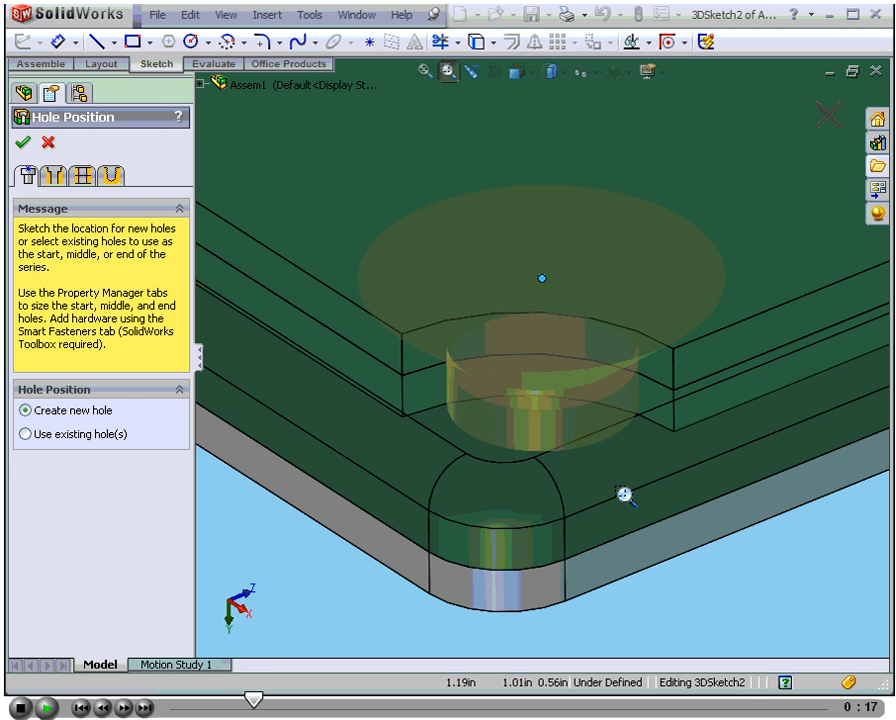 SolidWorks File Edit View Insert Tools Window Help 3DSketch2 of A... ?
Assemble Layout Sketch Evaluate Office Products
Assem1 (Default<Display St...
Hole Position ?
Message
Sketch the location for new holes
or select existing holes to use as
the start, middle, or end of the
series.
Use the Property Manager tabs
to size the start, middle, and end
holes. Add hardware using the
Smart Fasteners tab (SolidWorks
Toolbox required).
Hole Position
Create new hole
Use existing hole(s)
Z
X
Y
Model Motion Study 1
1.19in 1.01in 0.56in Under Defined Editing 3DSketch2 ?
0 : 17